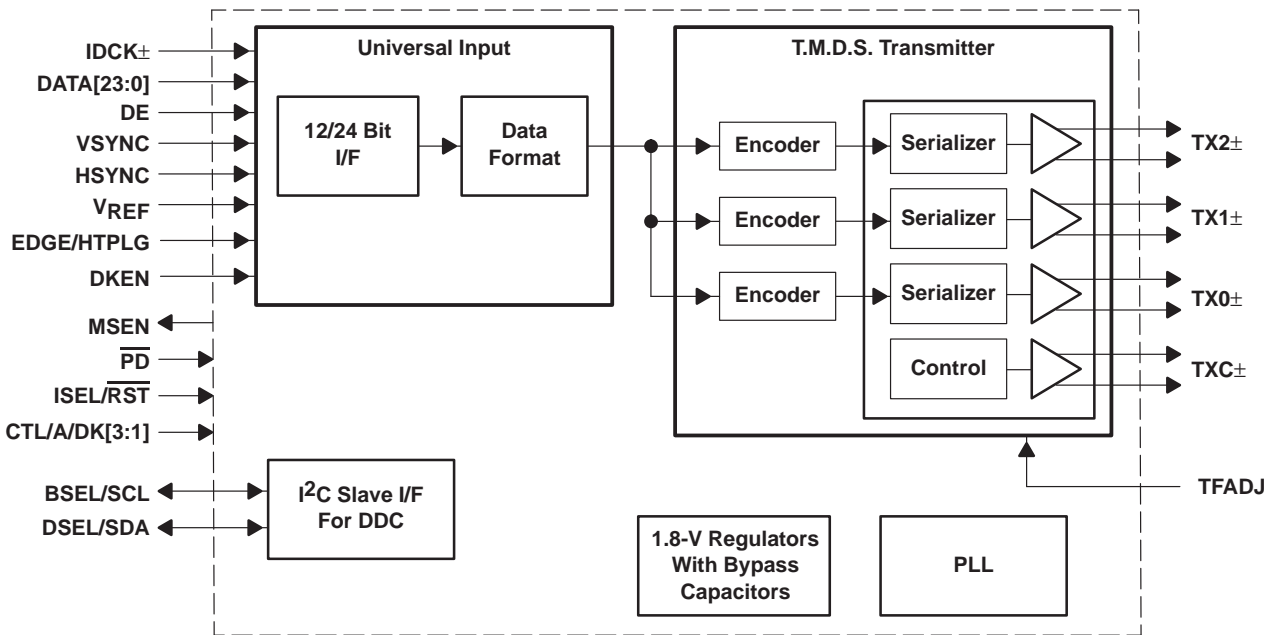 Universal Input
T.M.D.S. Transmitter
IDCK±
DATA[23:0]
DE
VSYNC
HSYNC
VREF
EDGE/HTPLG
DKEN
MSEN
PD
ISEL/RST
CTL/A/DK[3:1]
BSEL/SCL
DSEL/SDA
12/24 Bit
I/F
Data
Format
Encoder
Serializer
TX2±
Encoder
Serializer
TX1±
Encoder
Serializer
TX0±
Control
TXC±
TFADJ
I2C Slave I/F
For DDC
1.8-V Regulators
With Bypass
Capacitors
PLL